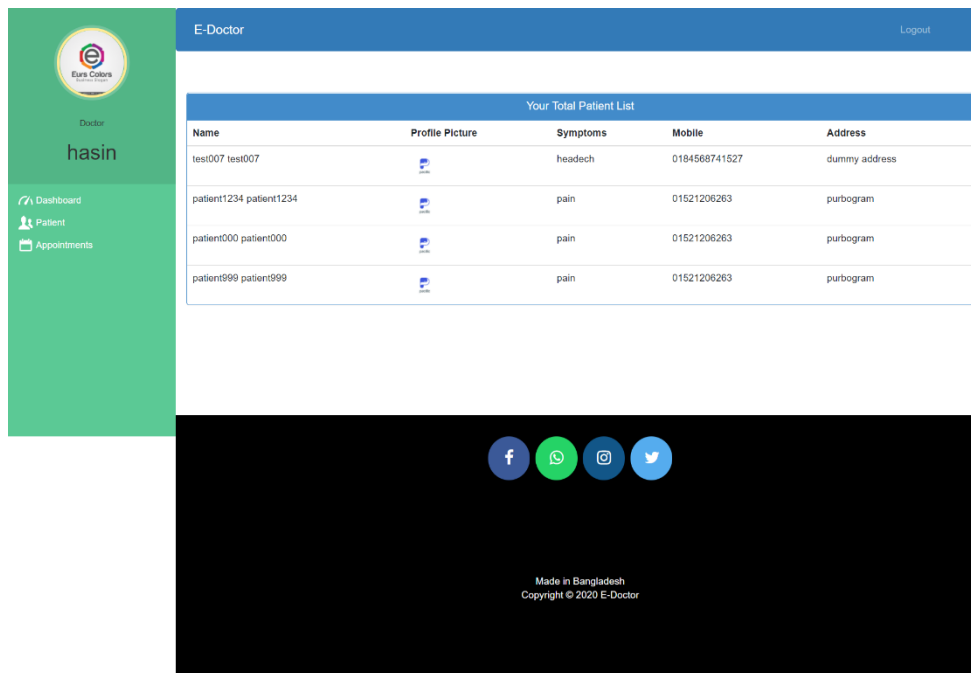 E-Doctor
Logout
e
Eurs Colors
Doctor
hasin
Dashboard
Patient
Appointments
Your Total Patient List
Name Profile Picture Symptoms Mobile Address
test007 test007 headech 0184568741527 dummy address
patient1234 patient1234 pain 01521206263 purbogram
patient000 patient000 pain 01521206263 purbogram
patient999 patient999 pain 01521206263 purbogram
Made in Bangladesh
Copyright © 2020 E-Doctor